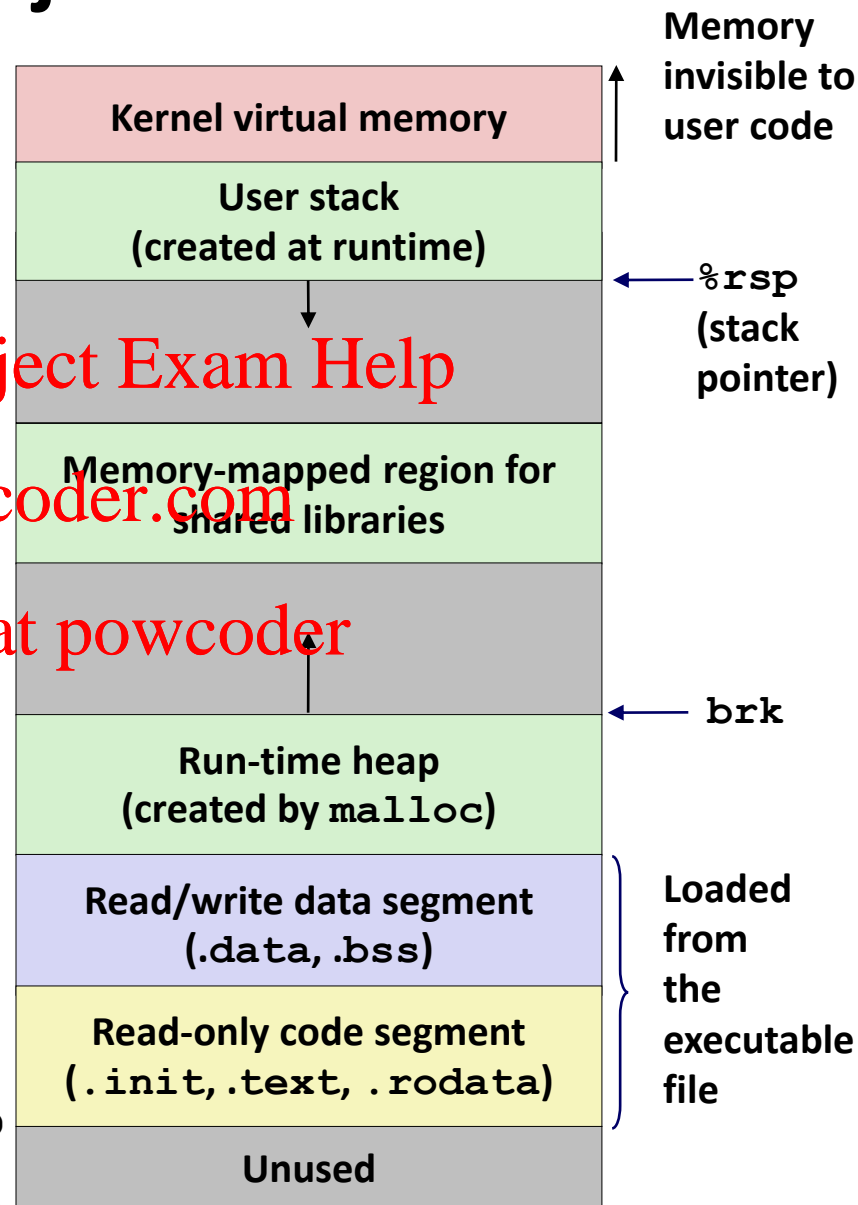 Memory
invisible to
user code
Kernel virtual memory
User stack
(created at runtime)
%rsp
(stack
pointer)
ject Exam Help
Memory-mapped region for
shared libraries
coder.com
at powcoder
brk
Run-time heap
(created by malloc)
Read/write data segment
(.data, .bss)
Loaded
from
the
executable
file
Read-only code segment
(.init, .text, .rodata)
Unused